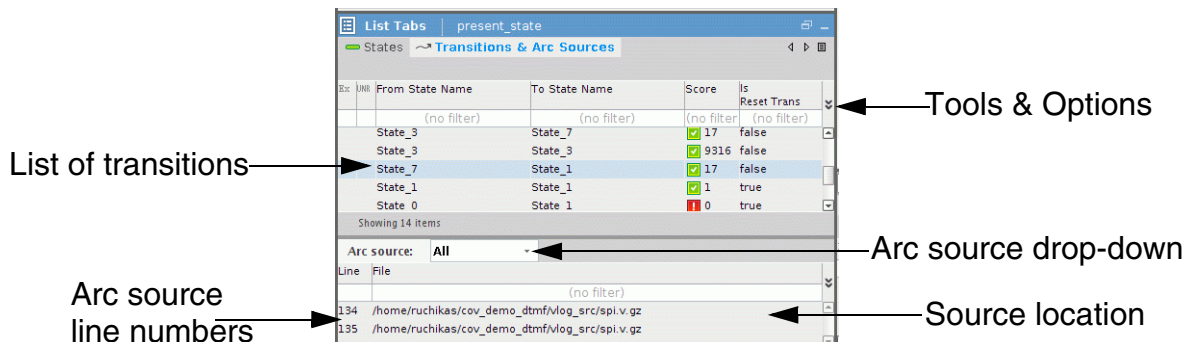 List Tabs present_state
States Transitions & Arc Sources
Ex UNR From State Name To State Name Score Is Reset Trans
(no filter) (no filter) (no filter (no filter)
State_3 State_7 17 false
State_3 State_3 9316 false
State_7 State_1 17 false
State_1 State_1 1 true
State_0 State_1 0 true
Showing 14 items
Arc source: All
Line File
(no filter)
134 /home/ruchikas/cov_demo_dtmf/vlog_src/spi.v.gz
135 /home/ruchikas/cov_demo_dtmf/vlog_src/spi.v.gz
Tools & Options
List of transitions
Arc source drop-down
Arc source
line numbers
Source location